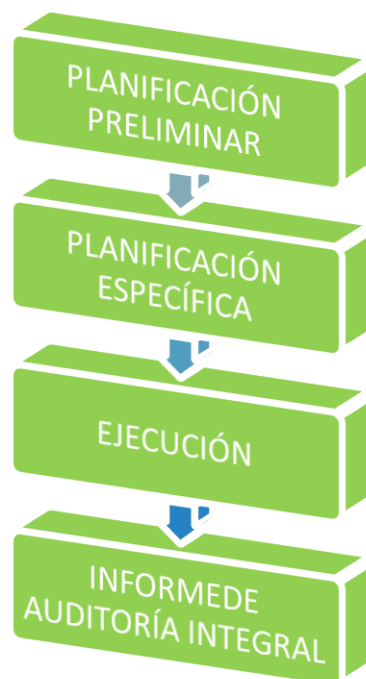 PLANIFICACIÓN
PRELIMINAR
PLANIFICACIÓN
ESPECÍFICA
EJECUCIÓN
INFORMEDE
AUDITORÍA INTEGRAL